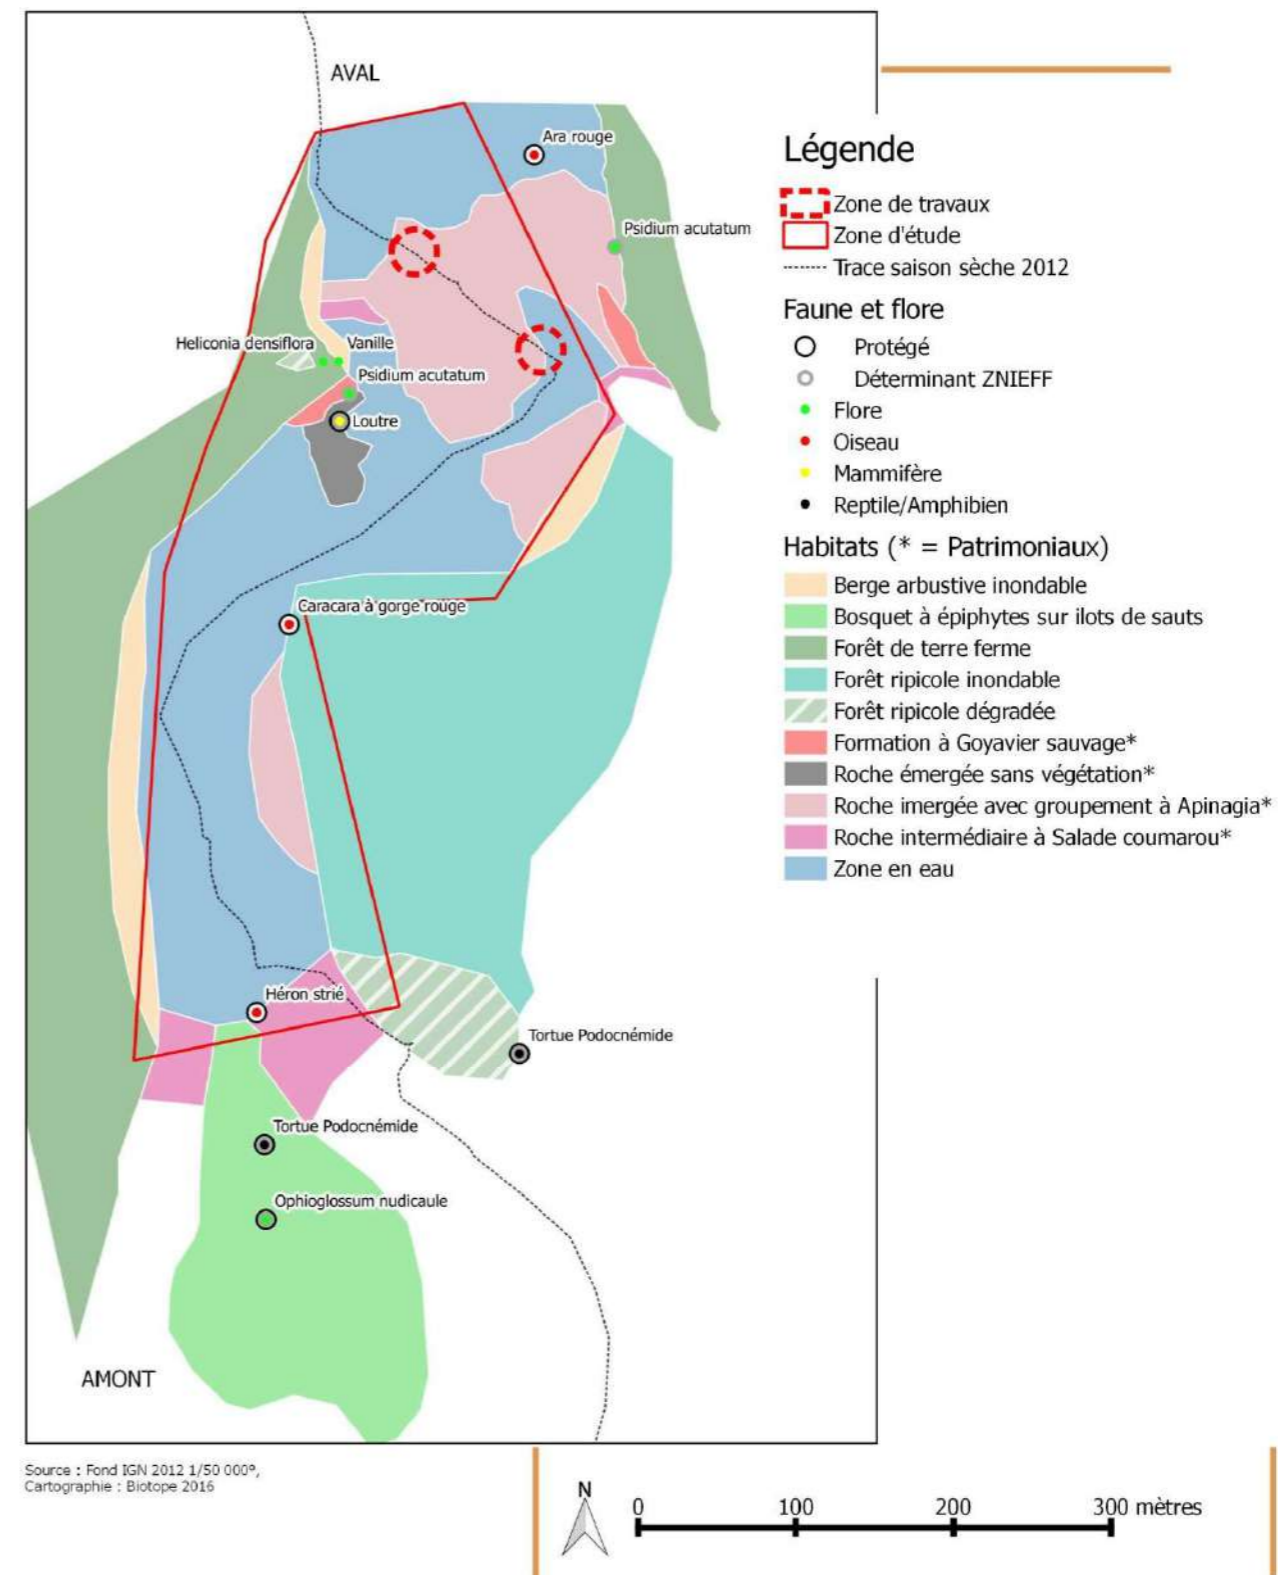 AVAL
Ara rouge
Psidium acutatum
Heliconia densiflora
Vanille
Psidium acutatum
Loutre
Caracara à gorge rouge
Héron strié
Tortue Podocnémide
Tortue Podocnémide
Ophioglossum nudicaule
AMONT
Légende
Zone de travaux
Zone d'étude
Trace saison sèche 2012
Faune et flore
Protégé
Déterminant ZNIEFF
Flore
Oiseau
Mammifère
Reptile/Amphibien
Habitats (* = Patrimoniaux)
Berge arbustive inondable
Bosquet à épiphytes sur ilots de sauts
Forêt de terre ferme
Forêt ripicole inondable
Forêt ripicole dégradée
Formation à Goyavier sauvage*
Roche émergée sans végétation*
Roche imergée avec groupement à Apinagia*
Roche intermédiaire à Salade coumarou*
Zone en eau
Source : Fond IGN 2012 1/50 000º,
Cartographie : Biotope 2016
N
0 100 200 300 mètres